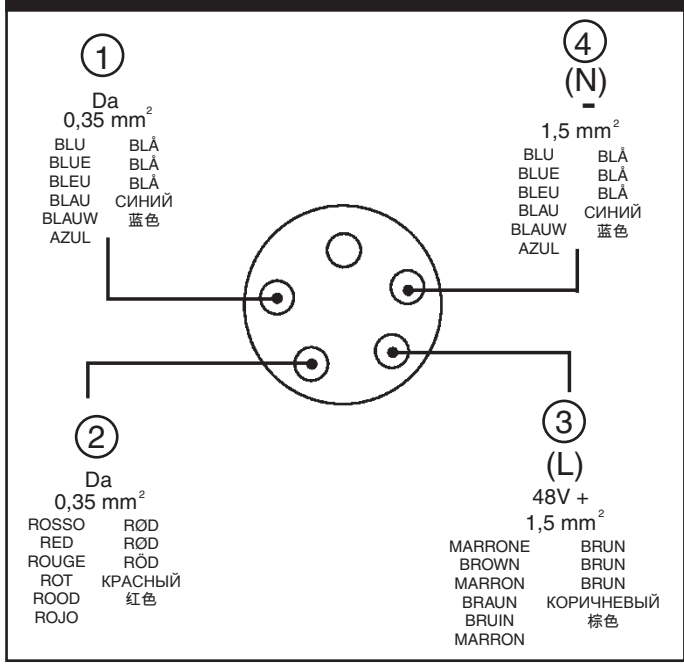 1
Da
0,35 mm²
BLU BLÅ
BLUE BLÅ
BLEU BLÅ
BLAU СИНИЙ
BLAUW 蓝色
AZUL
4
(N)
-
1,5 mm²
BLU BLÅ
BLUE BLÅ
BLEU BLÅ
BLAU СИНИЙ
BLAUW 蓝色
AZUL
2
Da
0,35 mm²
ROSSO RØD
RED RØD
ROUGE RÖD
ROT КРАСНЫЙ
ROOD 红色
ROJO
3
(L)
48V +
1,5 mm²
MARRONE BRUN
BROWN BRUN
MARRON BRUN
BRAUN КОРИЧНЕВЫЙ
BRUIN 棕色
MARRON